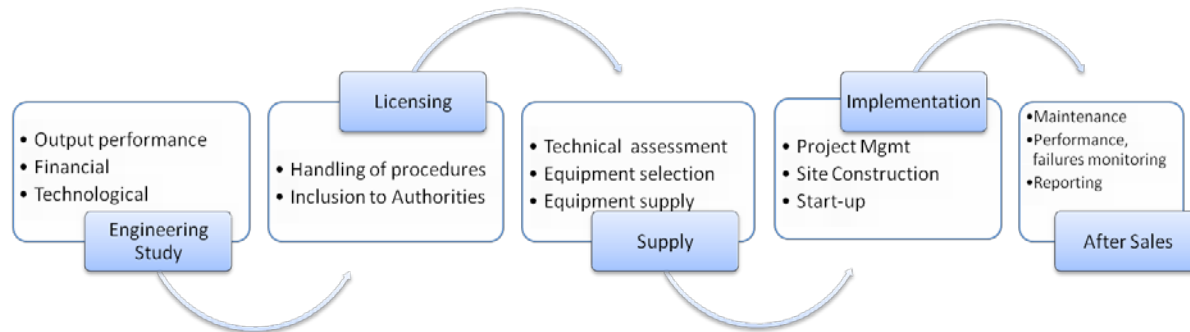 • Output performance
• Financial
• Technological
Engineering
Study
Licensing
• Handling of procedures
• Inclusion to Authorities
• Technical assessment
• Equipment selection
• Equipment supply
Supply
Implementation
• Project Mgmt
• Site Construction
• Start-up
•Maintenance
•Performance,
failures monitoring
•Reporting
After Sales